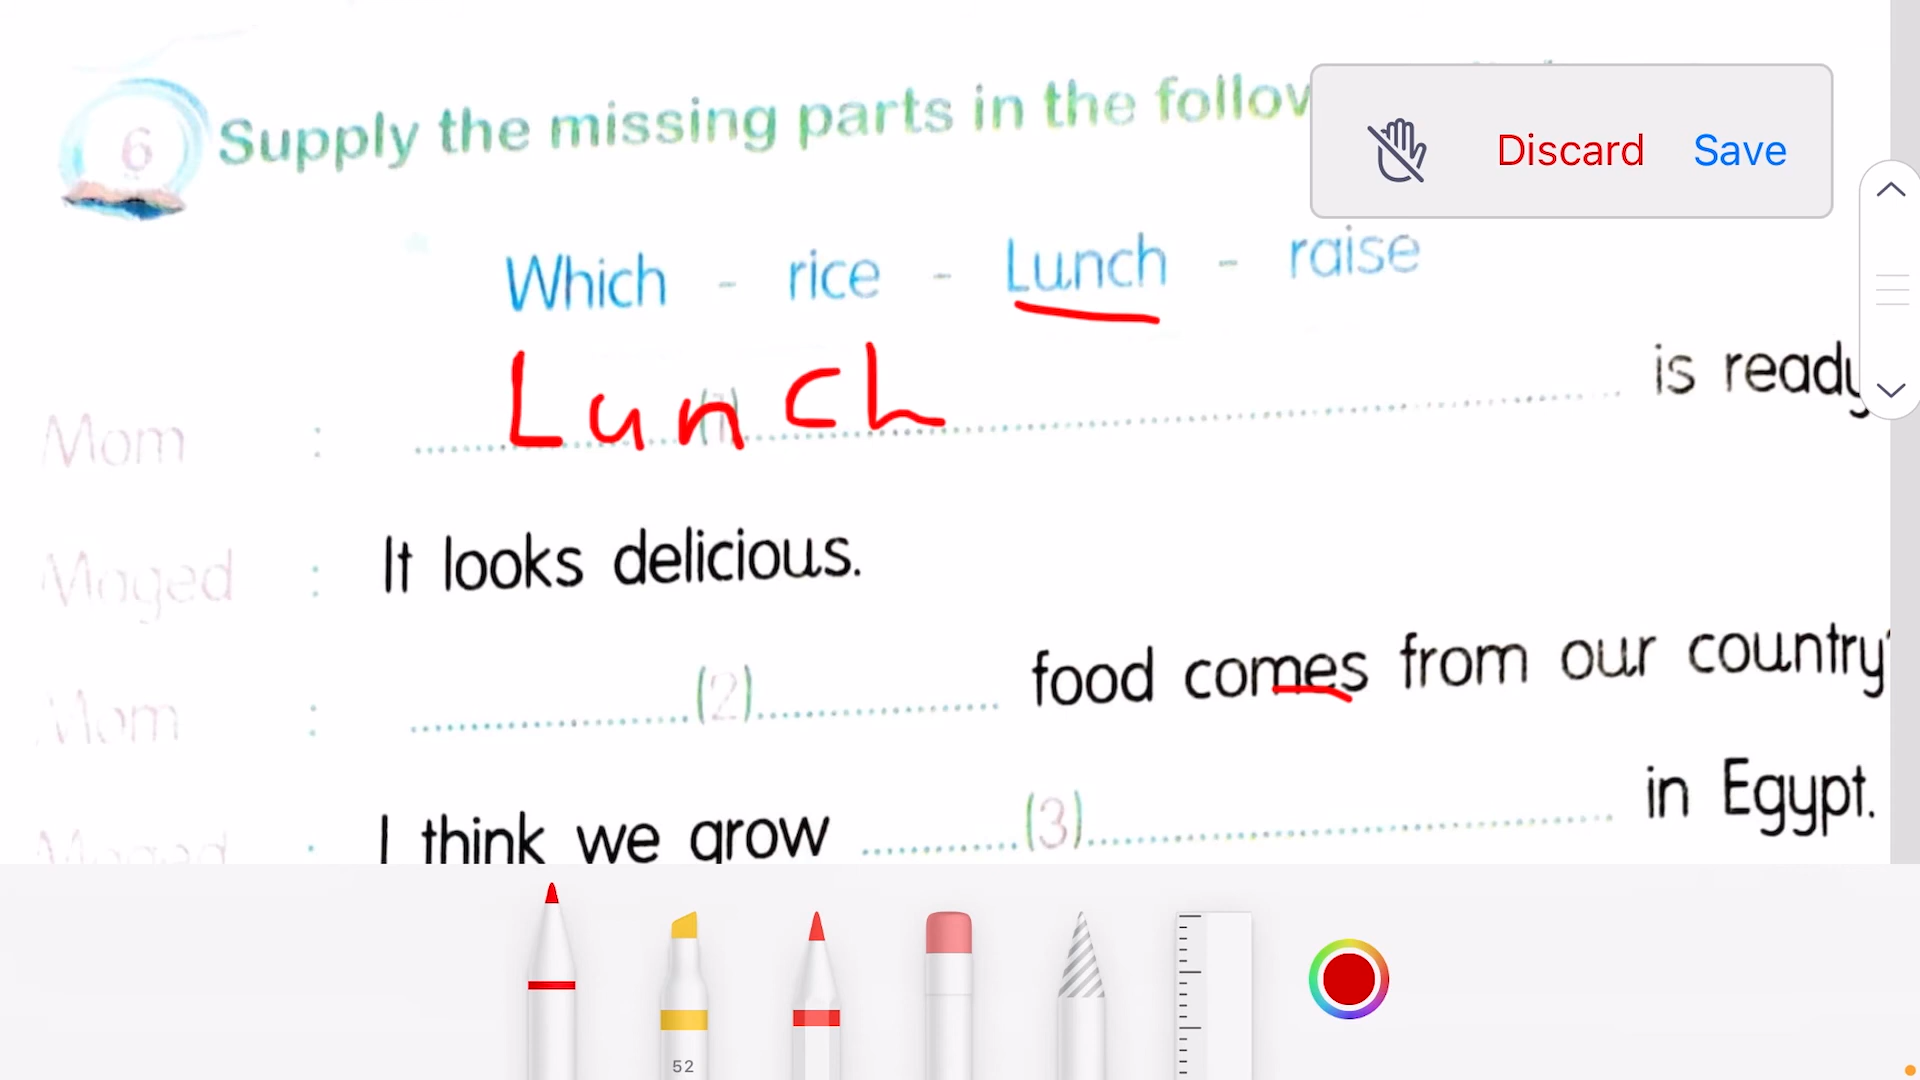 6 Supply the missing parts in the
Discard Save
Which - rice - Lunch - raise
Mom : Lunch (1) is ready
Maged : It looks delicious.
Mom : (2) food comes from our country
Maged : I think we grow (3) in Egypt.
52